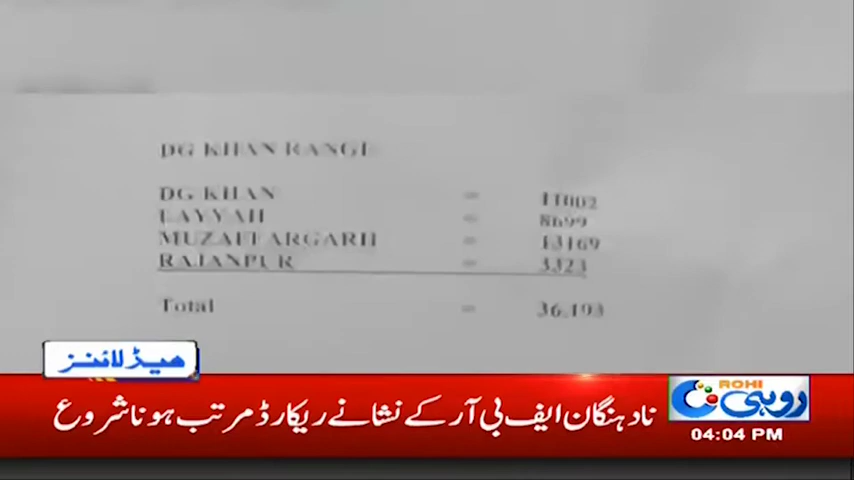 DG KHAN RANGE
DG KHAN = 11002
LAYYAH = 8699
MUZAFFARGARH = 13169
RAJANPUR = 3323
Total = 36,193
ہیڈلائنز
نادہنگان ایف بی آر کے نشانے ریکارڈ مرتب ہونا شروع
ROHI
روہی
04:04 PM